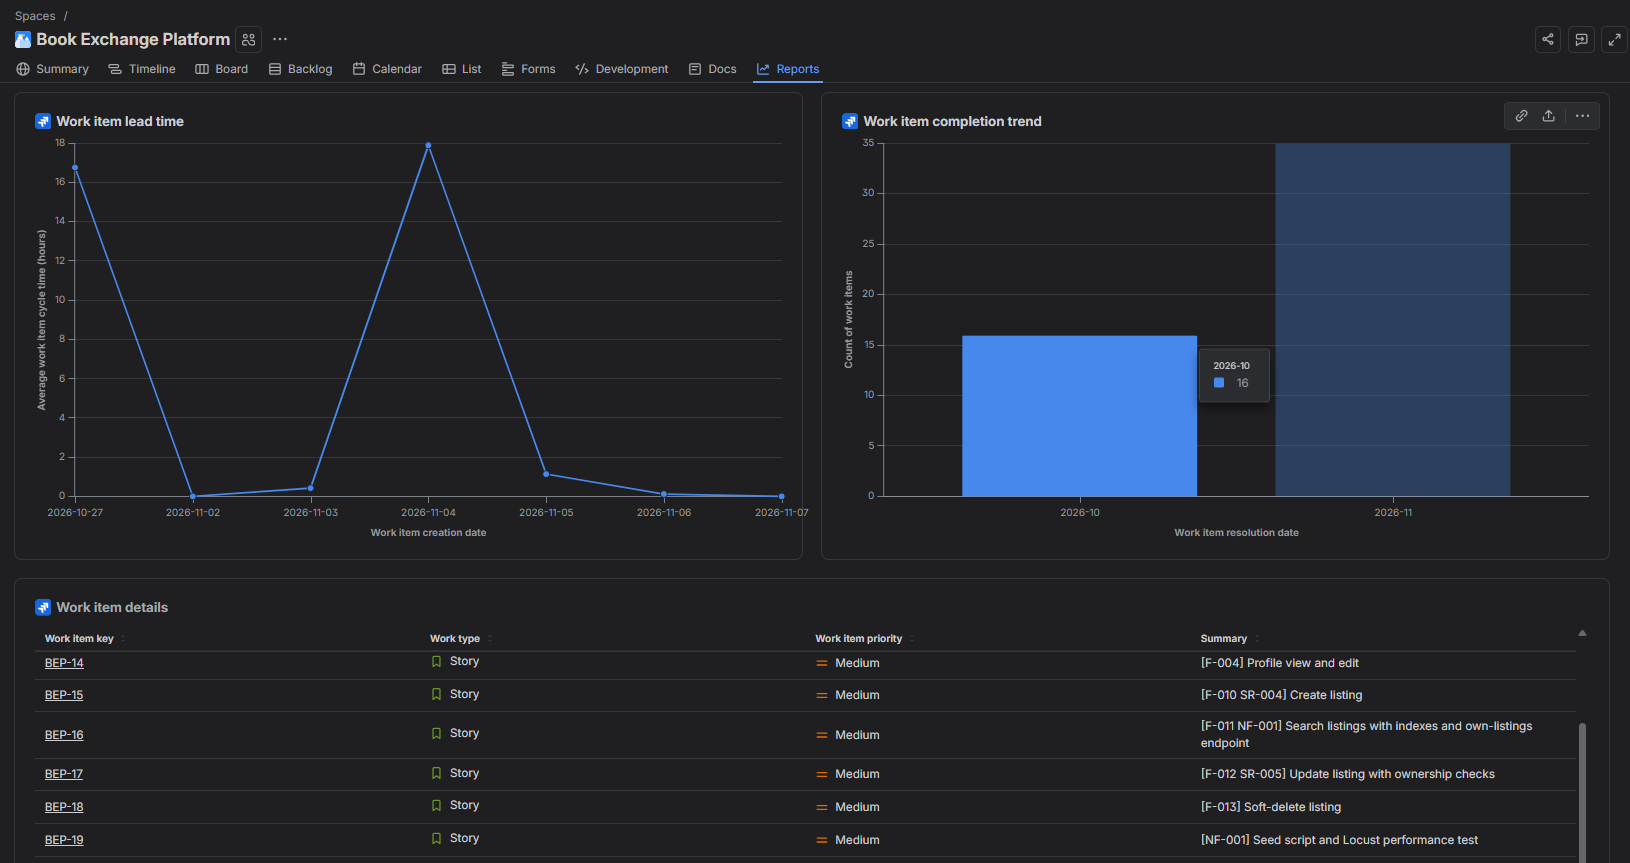 Spaces /
Book Exchange Platform
Summary Timeline Board Backlog Calendar List Forms Development Docs Reports
Work item lead time
18
16
14
12
10
8
6
4
2
0
Average work item cycle time (hours)
2026-10-27 2026-11-02 2026-11-03 2026-11-04 2026-11-05 2026-11-06 2026-11-07
Work item creation date
Work item completion trend
35
30
25
20
15
10
5
0
Count of work items
2026-10
16
2026-10 2026-11
Work item resolution date
Work item details
Work item key Work type Work item priority Summary
BEP-14 Story Medium [F-004] Profile view and edit
BEP-15 Story Medium [F-010 SR-004] Create listing
BEP-16 Story Medium [F-011 NF-001] Search listings with indexes and own-listings
endpoint
BEP-17 Story Medium [F-012 SR-005] Update listing with ownership checks
BEP-18 Story Medium [F-013] Soft-delete listing
BEP-19 Story Medium [NF-001] Seed script and Locust performance test